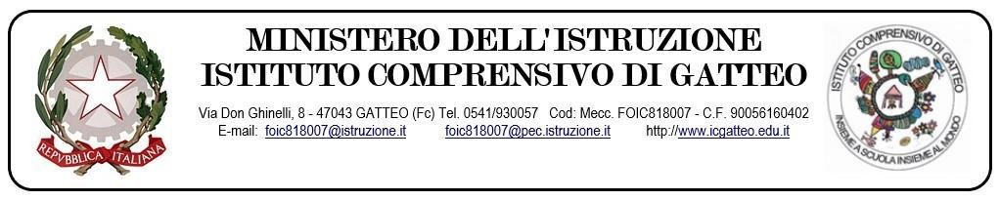 MINISTERO DELL'ISTRUZIONE
ISTITUTO COMPRENSIVO DI GATTEO
Via Don Ghinelli, 8 - 47043 GATTEO (Fc) Tel. 0541/930057 Cod: Mecc. FOIC818007 - C.F. 90056160402
E-mail: foic818007@istruzione.it foic818007@pec.istruzione.it http://www.icgatteo.edu.it
REPVBBLICA ITALIANA
ISTITUTO COMPRENSIVO DI GATTEO
INSIEME A SCUOLA INSIEME AL MONDO